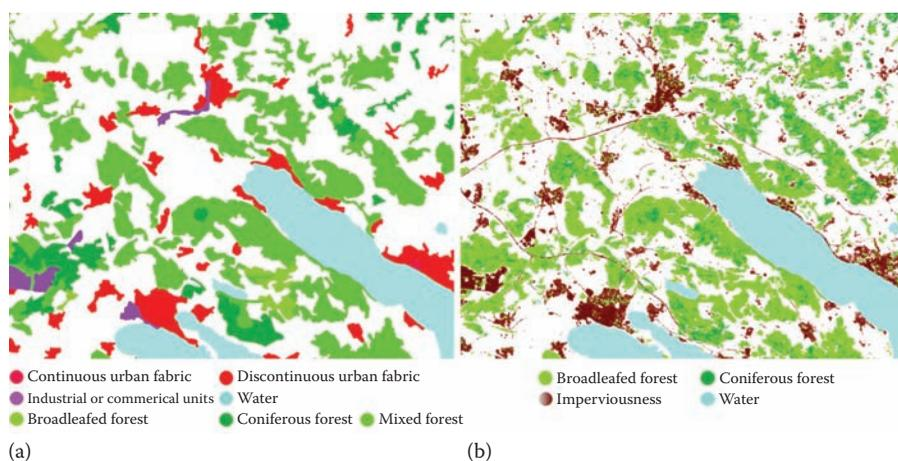 Continuous urban fabric Discontinuous urban fabric
Industrial or commerical units Water
Broadleafed forest Coniferous forest Mixed forest
(a)
Broadleafed forest Coniferous forest
Imperviousness Water
(b)